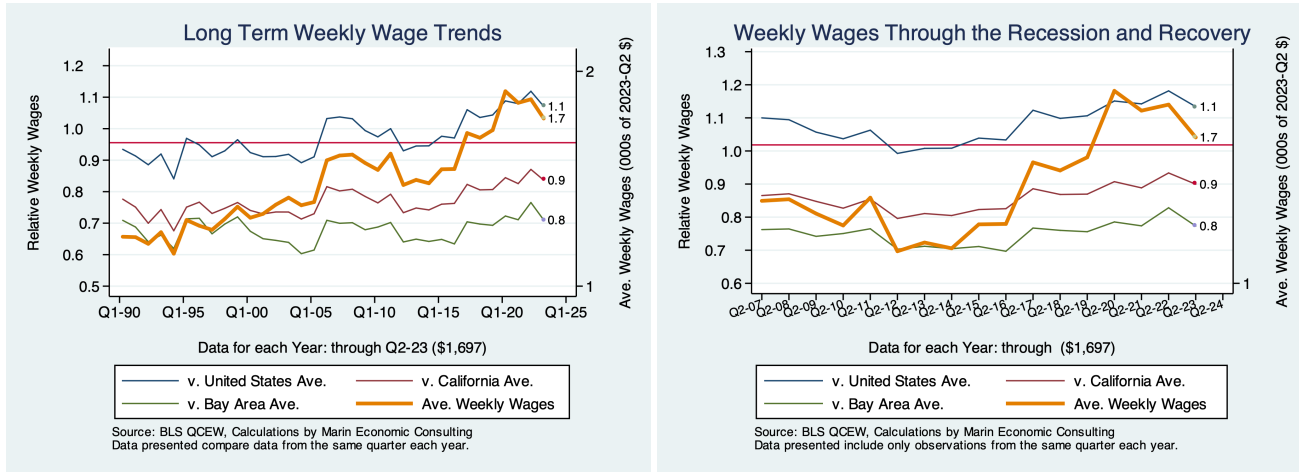 Long Term Weekly Wage Trends
Relative Weekly Wages
1.2
1.1
1.0
0.9
0.8
0.7
0.6
0.5
2
1
Ave. Weekly Wages (000s of 2023-Q2 $)
1.1
1.7
0.9
0.8
Q1-90 Q1-95 Q1-00 Q1-05 Q1-10 Q1-15 Q1-20 Q1-25
Data for each Year: through Q2-23 ($1,697)
v. United States Ave. v. California Ave.
v. Bay Area Ave. Ave. Weekly Wages
Source: BLS QCEW, Calculations by Marin Economic Consulting
Data presented compare data from the same quarter each year.
Weekly Wages Through the Recession and Recovery
Relative Weekly Wages
1.3
1.2
1.1
1.0
0.9
0.8
0.7
0.6
1
Ave. Weekly Wages (000s of 2023-Q2 $)
1.1
1.7
0.9
0.8
Q2-07 Q2-08 Q2-09 Q2-10 Q2-11 Q2-12 Q2-13 Q2-14 Q2-15 Q2-16 Q2-17 Q2-18 Q2-19 Q2-20 Q2-21 Q2-22 Q2-23 Q2-24
Data for each Year: through ($1,697)
v. United States Ave. v. California Ave.
v. Bay Area Ave. Ave. Weekly Wages
Source: BLS QCEW, Calculations by Marin Economic Consulting
Data presented include only observations from the same quarter each year.